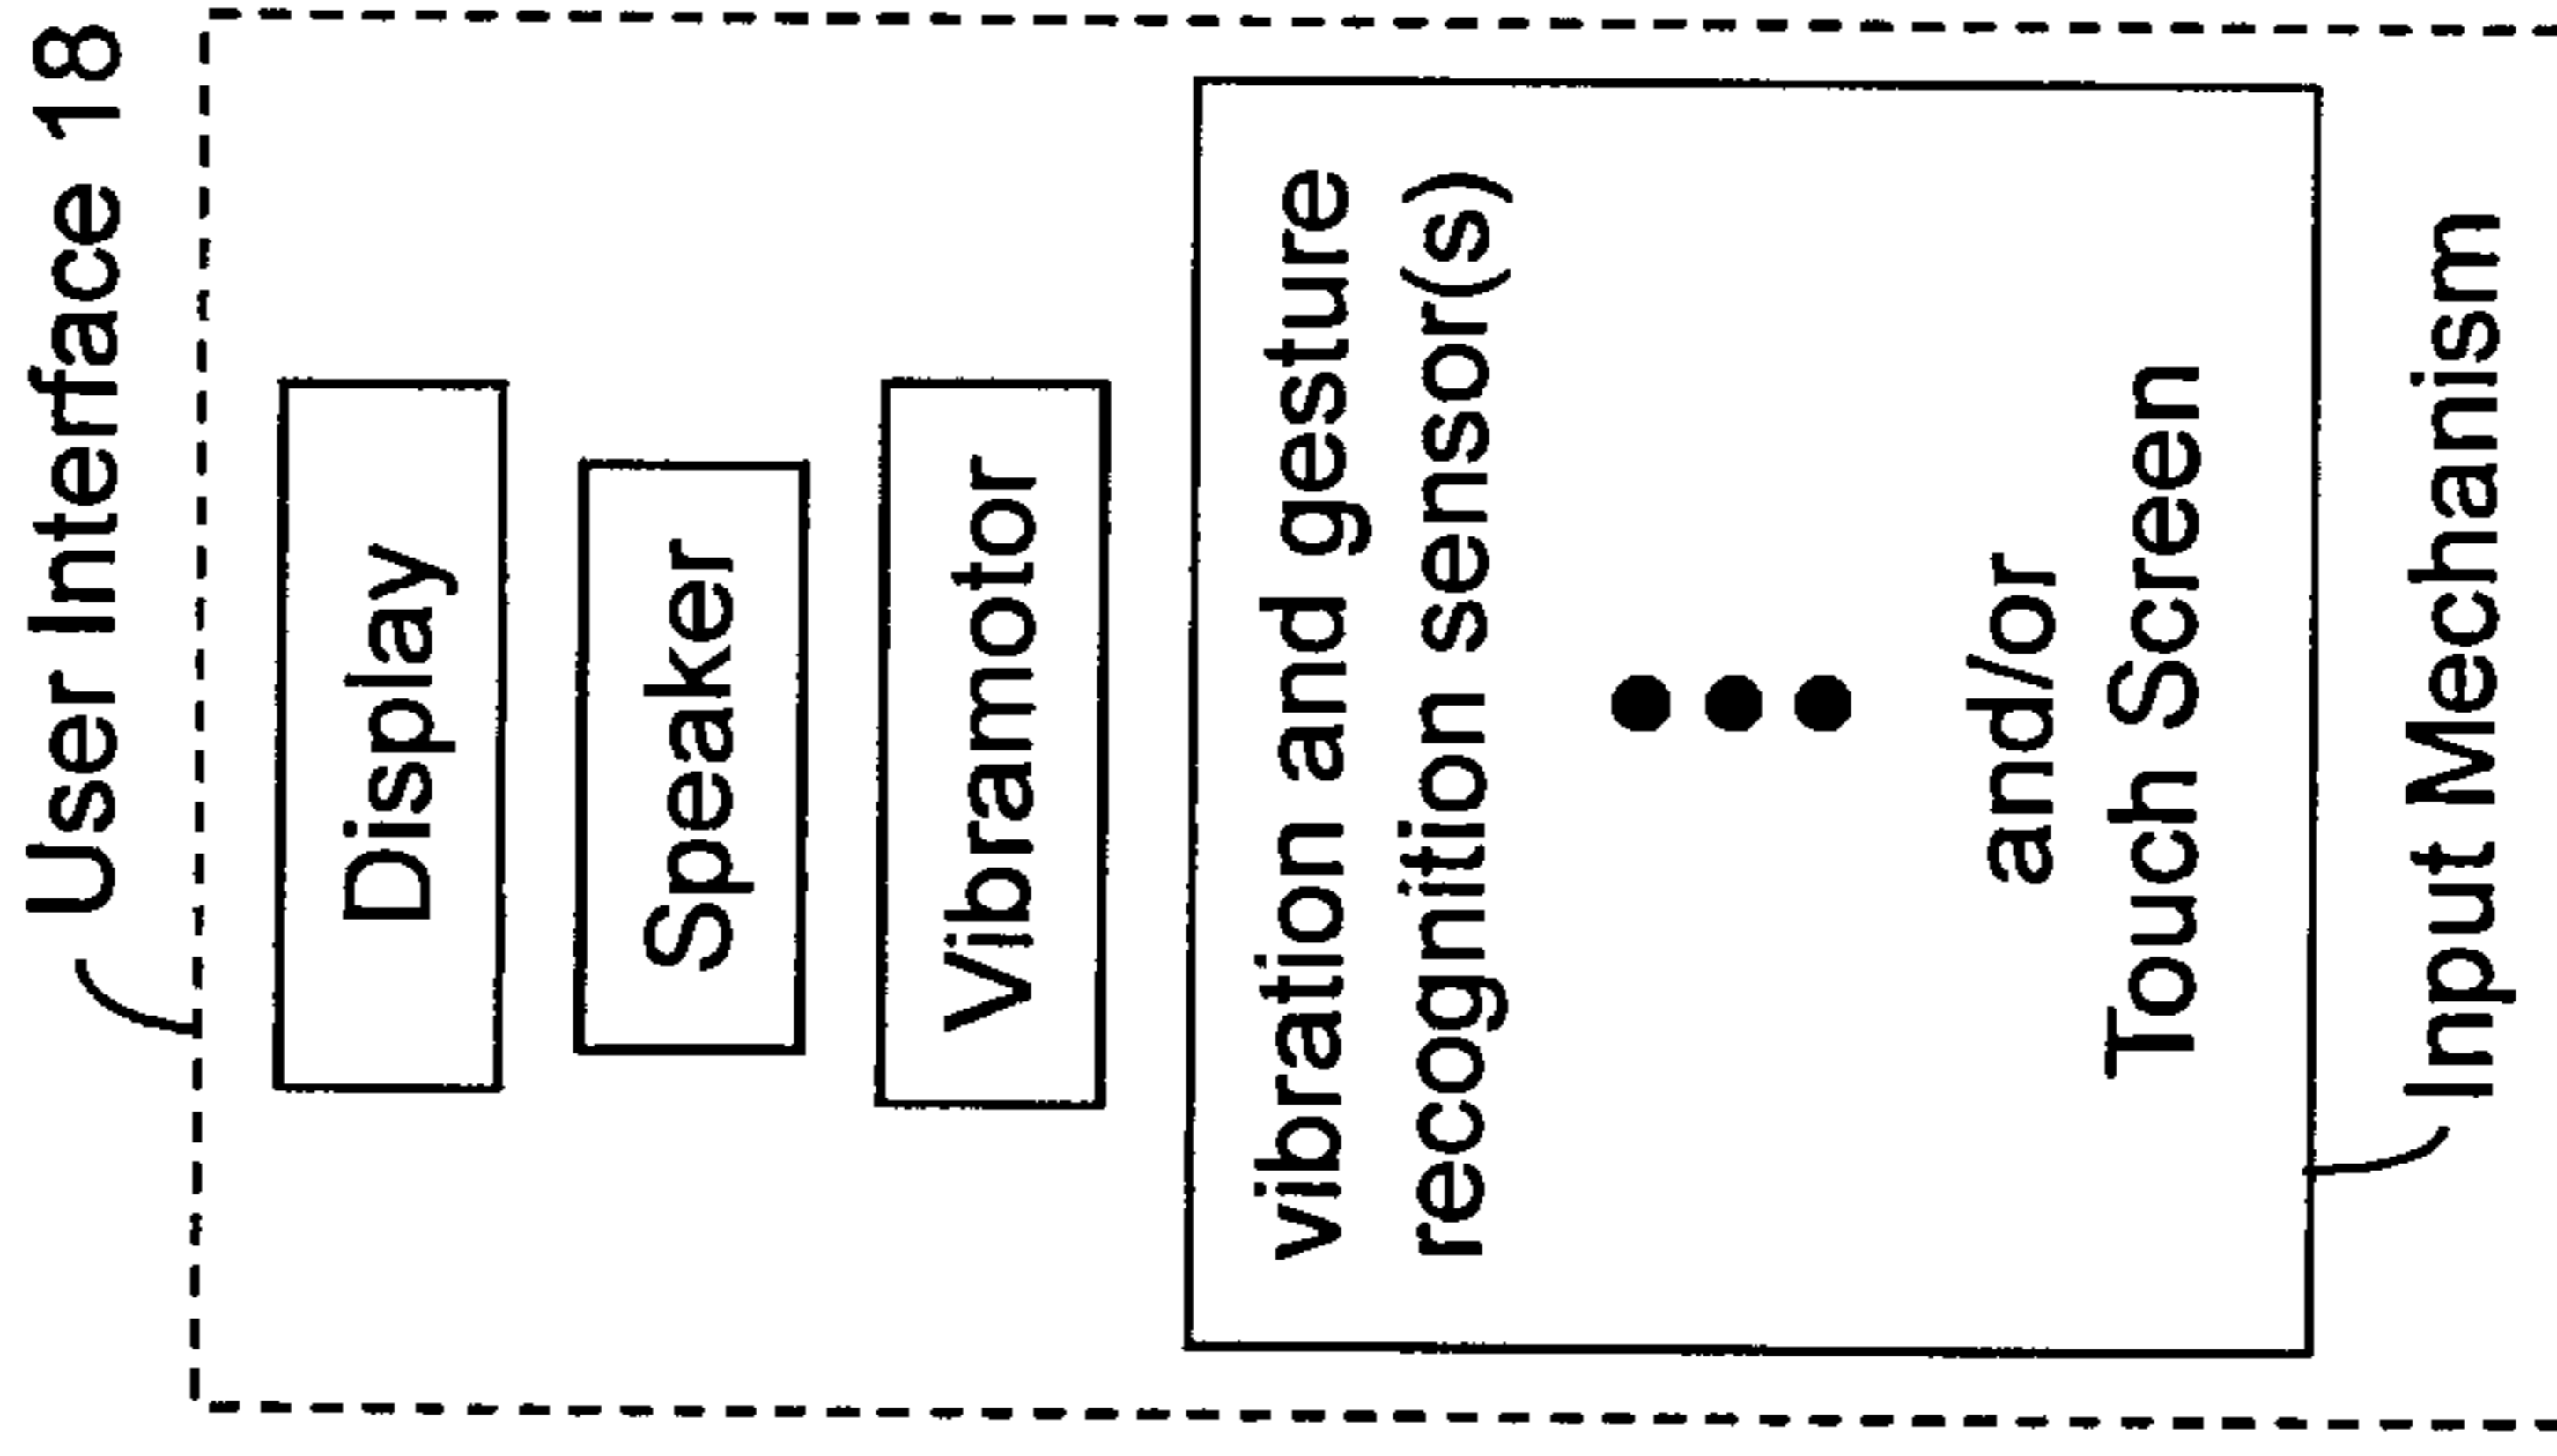 User Interface 18
Display
Speaker
Vibramotor
vibration and gesture
recognition sensor(s)
and/or
Touch Screen
Input Mechanism